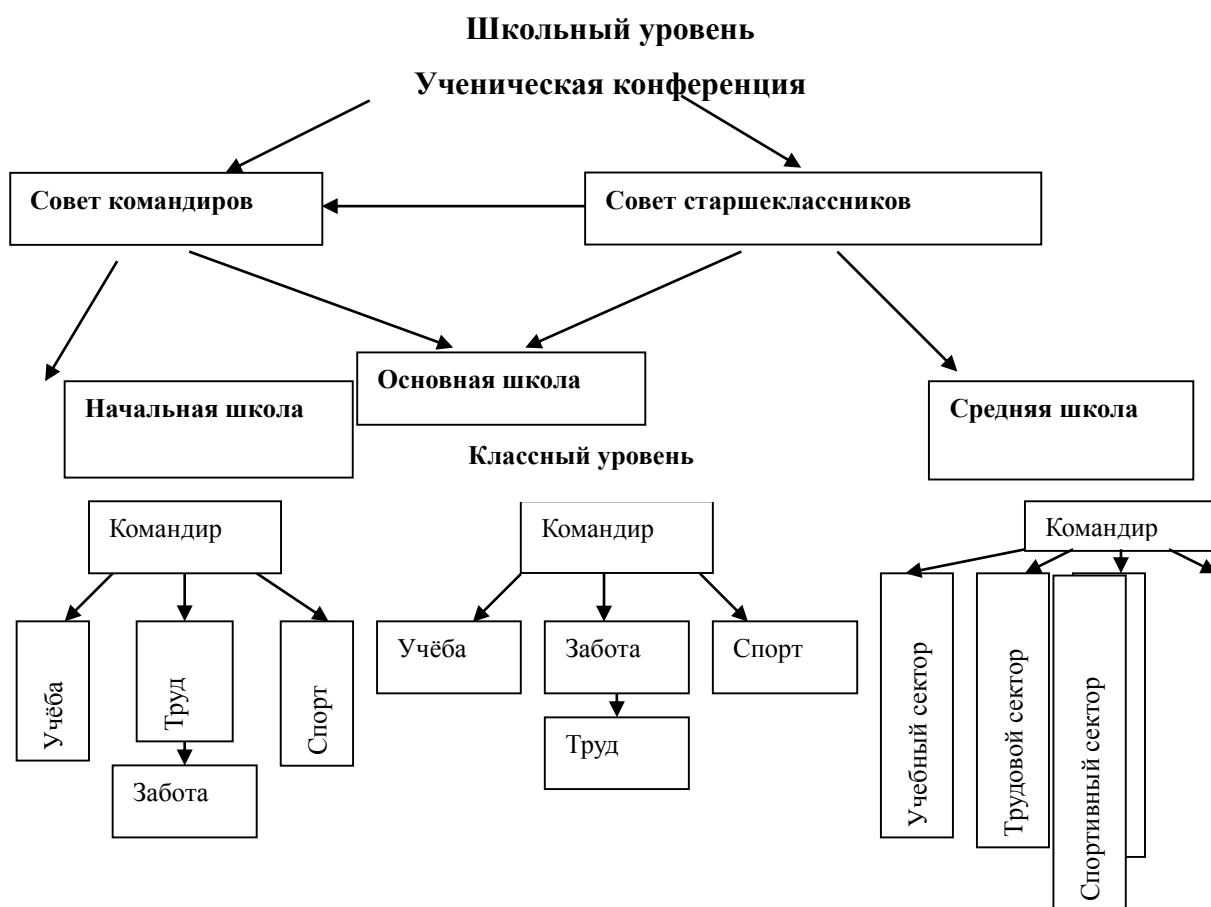 Школьный уровень
Ученическая конференция
Совет командиров
Совет старшеклассников
Основная школа
Начальная школа
Средняя школа
Классный уровень
Командир
Командир
Командир
Учёба
Труд
Спорт
Забота
Учёба
Забота
Спорт
Труд
Учебный сектор
Трудовой сектор
Спортивный сектор